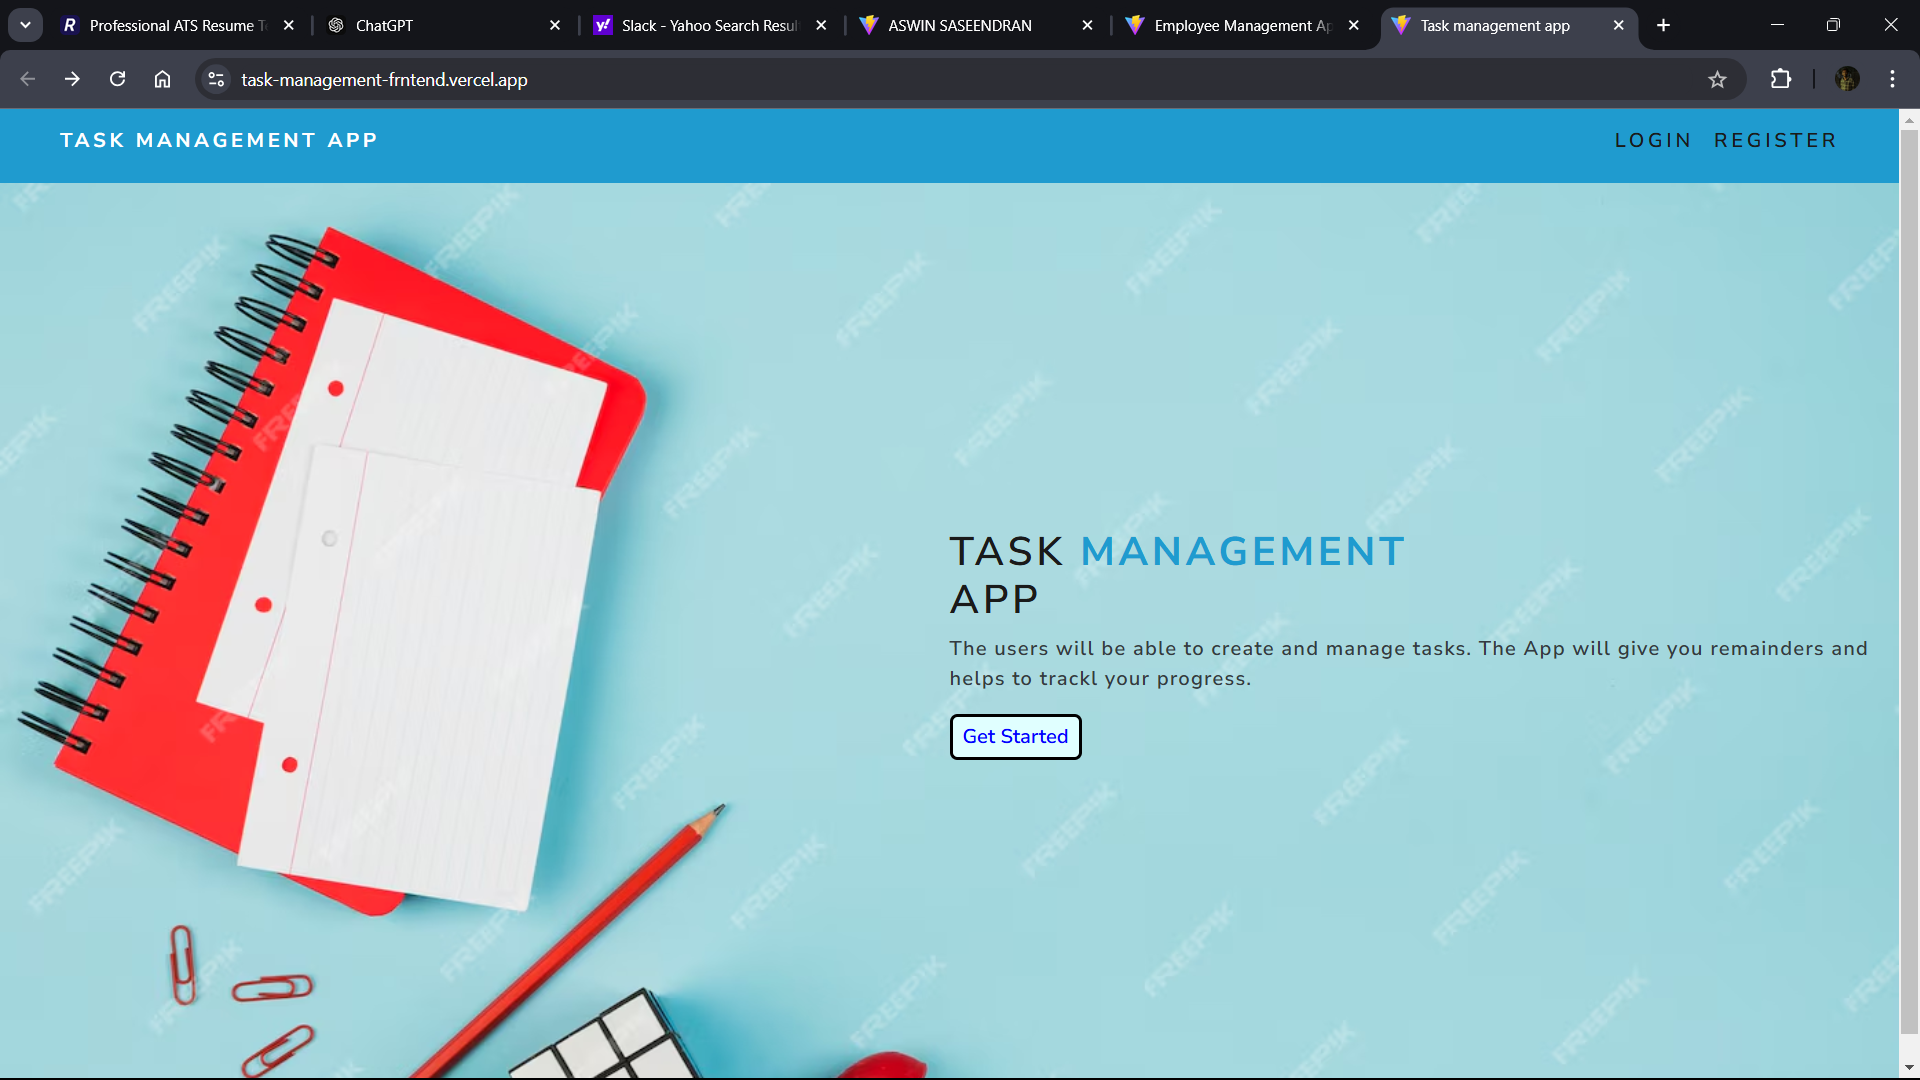 Professional ATS Resume Te
ChatGPT
Slack - Yahoo Search Resul
ASWIN SASEENDRAN
Employee Management Ap
Task management app
task-management-frntend.vercel.app
TASK MANAGEMENT APP
LOGIN REGISTER
TASK MANAGEMENT
APP
The users will be able to create and manage tasks. The App will give you remainders and
helps to trackl your progress.
Get Started
FREEPIK